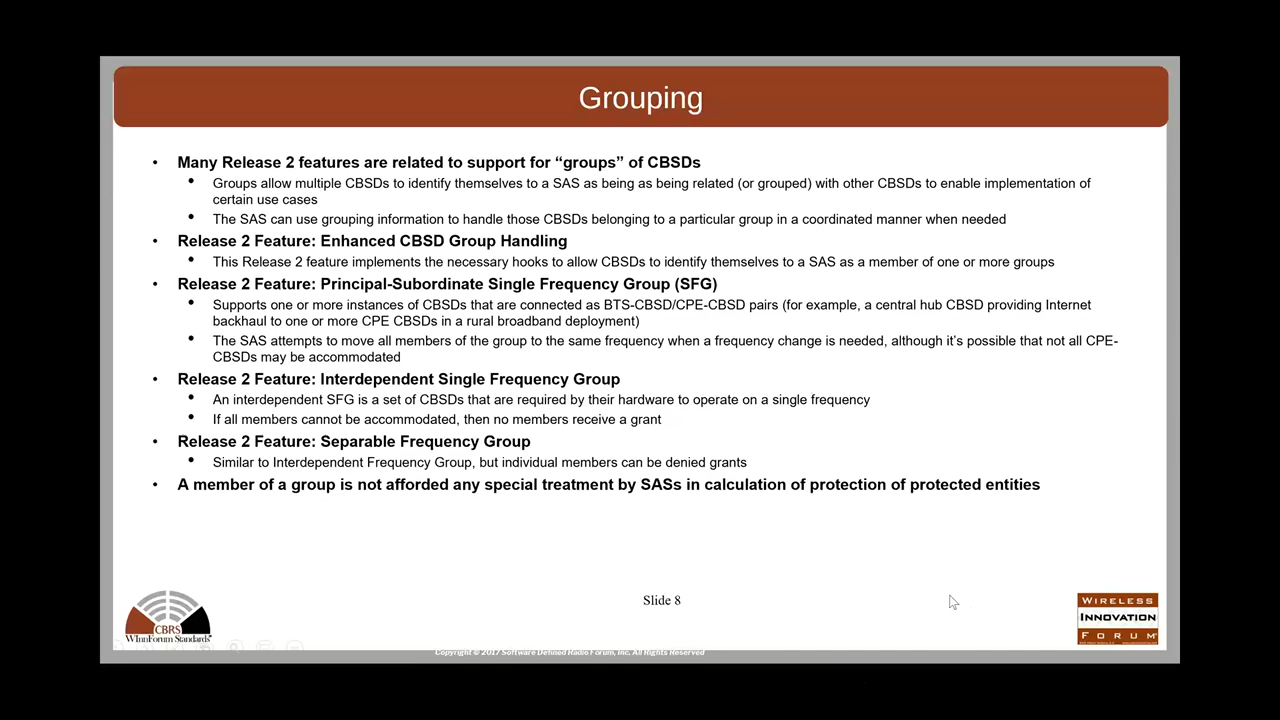 Grouping
• Many Release 2 features are related to support for “groups” of CBSDs
• Groups allow multiple CBSDs to identify themselves to a SAS as being as being related (or grouped) with other CBSDs to enable implementation of
certain use cases
• The SAS can use grouping information to handle those CBSDs belonging to a particular group in a coordinated manner when needed
• Release 2 Feature: Enhanced CBSD Group Handling
• This Release 2 feature implements the necessary hooks to allow CBSDs to identify themselves to a SAS as a member of one or more groups
• Release 2 Feature: Principal-Subordinate Single Frequency Group (SFG)
• Supports one or more instances of CBSDs that are connected as BTS-CBSD/CPE-CBSD pairs (for example, a central hub CBSD providing Internet
backhaul to one or more CPE CBSDs in a rural broadband deployment)
• The SAS attempts to move all members of the group to the same frequency when a frequency change is needed, although it’s possible that not all CPE-
CBSDs may be accommodated
• Release 2 Feature: Interdependent Single Frequency Group
• An interdependent SFG is a set of CBSDs that are required by their hardware to operate on a single frequency
• If all members cannot be accommodated, then no members receive a grant
• Release 2 Feature: Separable Frequency Group
• Similar to Interdependent Frequency Group, but individual members can be denied grants
• A member of a group is not afforded any special treatment by SASs in calculation of protection of protected entities
Slide 8
CBRS
WInnForum Standards
WIRELESS
INNOVATION
FORUM
Copyright © 2017 Software Defined Radio Forum, Inc. All Rights Reserved